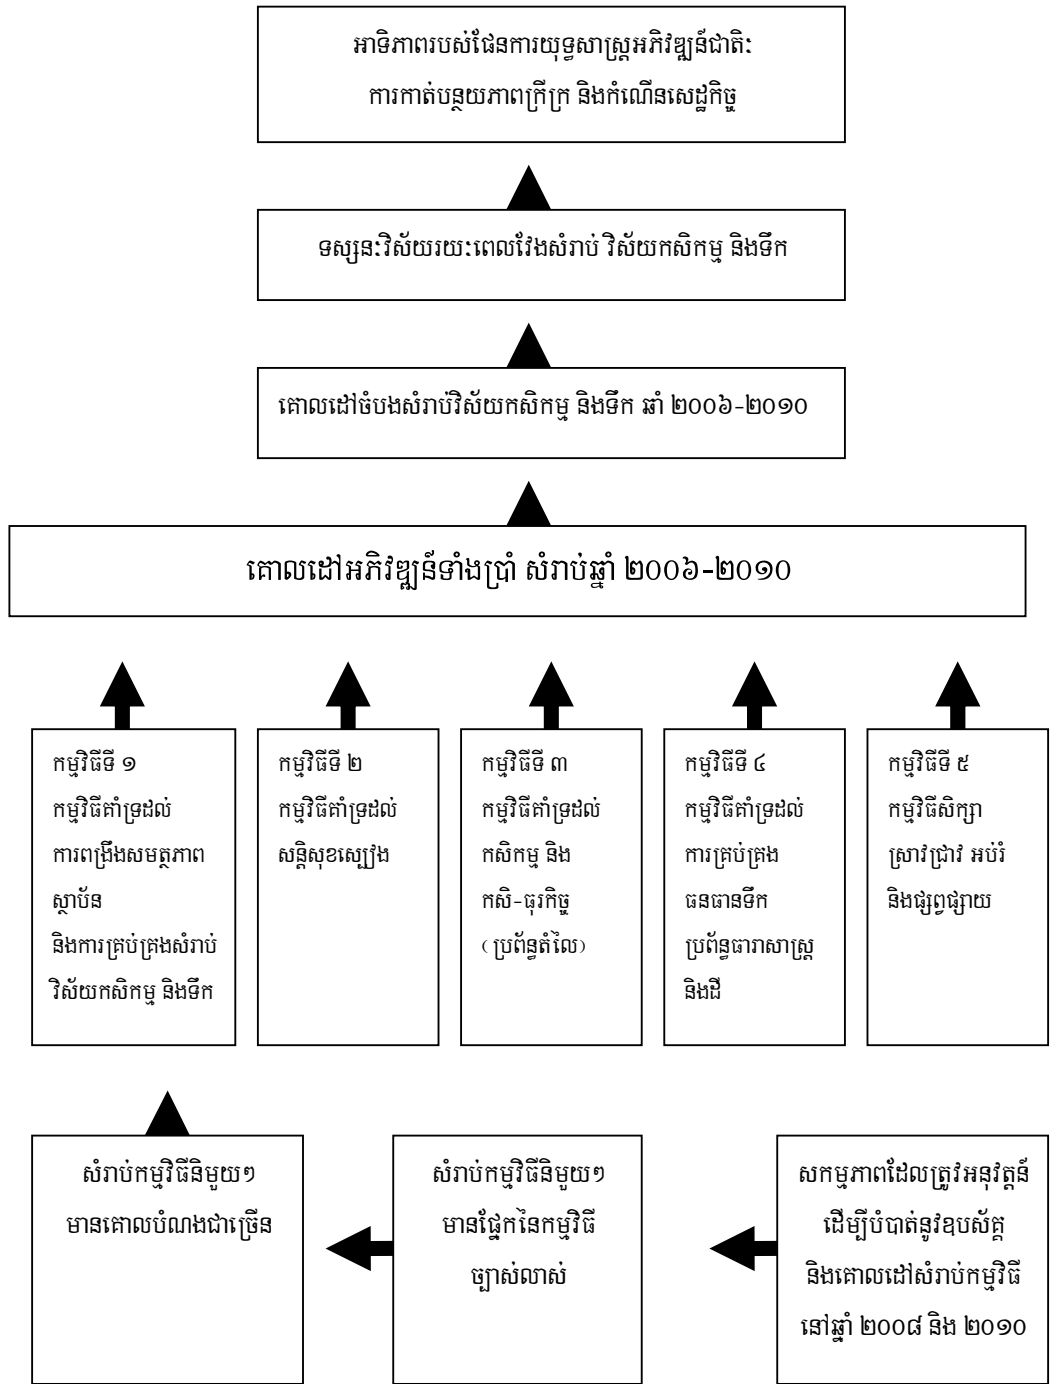 អាទិភាពរបស់ផែនការយុទ្ធសាស្ត្រអភិវឌ្ឍន៍ជាតិ:
ការកាត់បន្ថយភាពក្រីក្រ និងកំណើនសេដ្ឋកិច្ច
ទស្សនៈវិស័យរយៈពេលវែងសំរាប់ វិស័យកសិកម្ម និងទឹក
គោលដៅចំបងសំរាប់វិស័យកសិកម្ម និងទឹក ឆាំ ២០០៦-២០១០
គោលដៅអភិវឌ្ឍន៍ទាំងប្រាំ សំរាប់ឆ្នាំ ២០០៦-២០១០
កម្មវិធីទី ១
កម្មវិធីគាំទ្រដល់
ការពង្រឹងសមត្ថភាព
ស្ថាប័ន
និងការគ្រប់គ្រងសំរាប់
វិស័យកសិកម្ម និងទឹក
កម្មវិធីទី ២
កម្មវិធីគាំទ្រដល់
សន្តិសុខស្បៀង
កម្មវិធីទី ៣
កម្មវិធីគាំទ្រដល់
កសិកម្ម និង
កសិ-ធុរកិច្ច
(ប្រព័ន្ធតំលៃ)
កម្មវិធីទី ៤
កម្មវិធីគាំទ្រដល់
ការគ្រប់គ្រង
ធនធានទឹក
ប្រព័ន្ធធារាសាស្ត្រ
និងដី
កម្មវិធីទី ៥
កម្មវិធីសិក្សា
ស្រាវជ្រាវ អប់រំ
និងផ្សព្វផ្សាយ
សំរាប់កម្មវិធីនិមួយៗ
មានគោលបំណងជាច្រើន
សំរាប់កម្មវិធីនិមួយៗ
មានផ្នែកនៃកម្មវិធី
ច្បាស់លាស់
សកម្មភាពដែលត្រូវអនុវត្តន៍
ដើម្បីបំបាត់នូវឧបស័គ្គ
និងគោលដៅសំរាប់កម្មវិធី
នៅឆ្នាំ ២០០៨ និង ២០១០